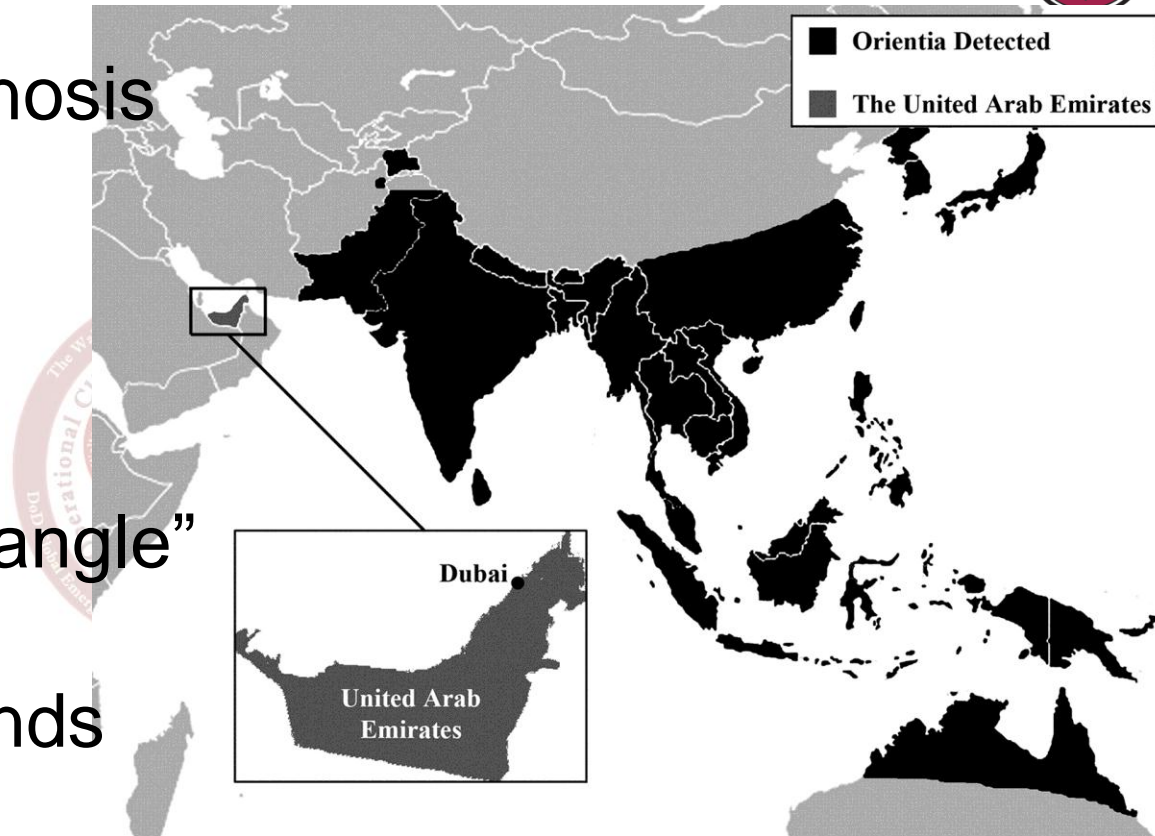 Orientia Detected
nosis
The United Arab Emirates
angle”
Dubai
United Arab
Emirates
nds